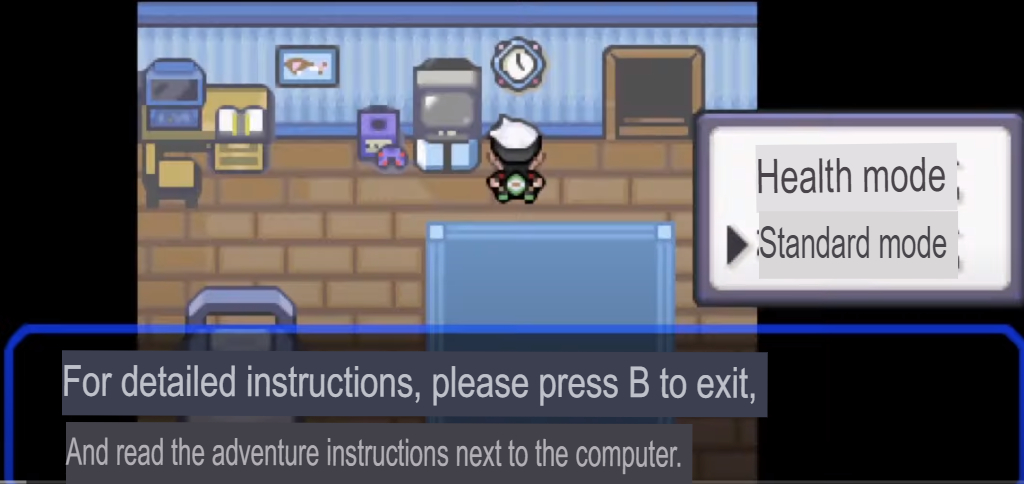 Health mode
Standard mode
For detailed instructions, please press B to exit,
And read the adventure instructions next to the computer.